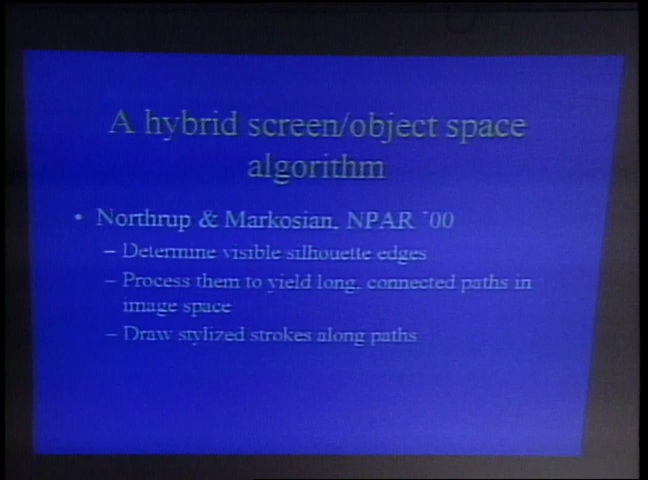 A hybrid screen/object space
algorithm
• Northrup & Markosian, NPAR '00
– Determine visible silhouette edges
– Process them to yield long, connected paths in
image space
– Draw stylized strokes along paths